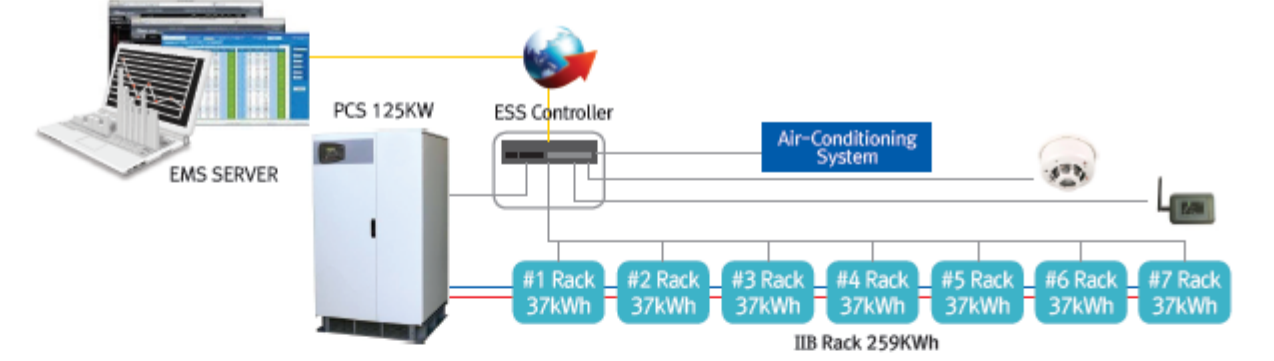 PCS 125KW
ESS Controller
EMS SERVER
Air-Conditioning
System
#1 Rack
37kWh
#2 Rack
37kWh
#3 Rack
37kWh
#4 Rack
37kWh
#5 Rack
37kWh
#6 Rack
37kWh
#7 Rack
37kWh
IIB Rack 259KWh